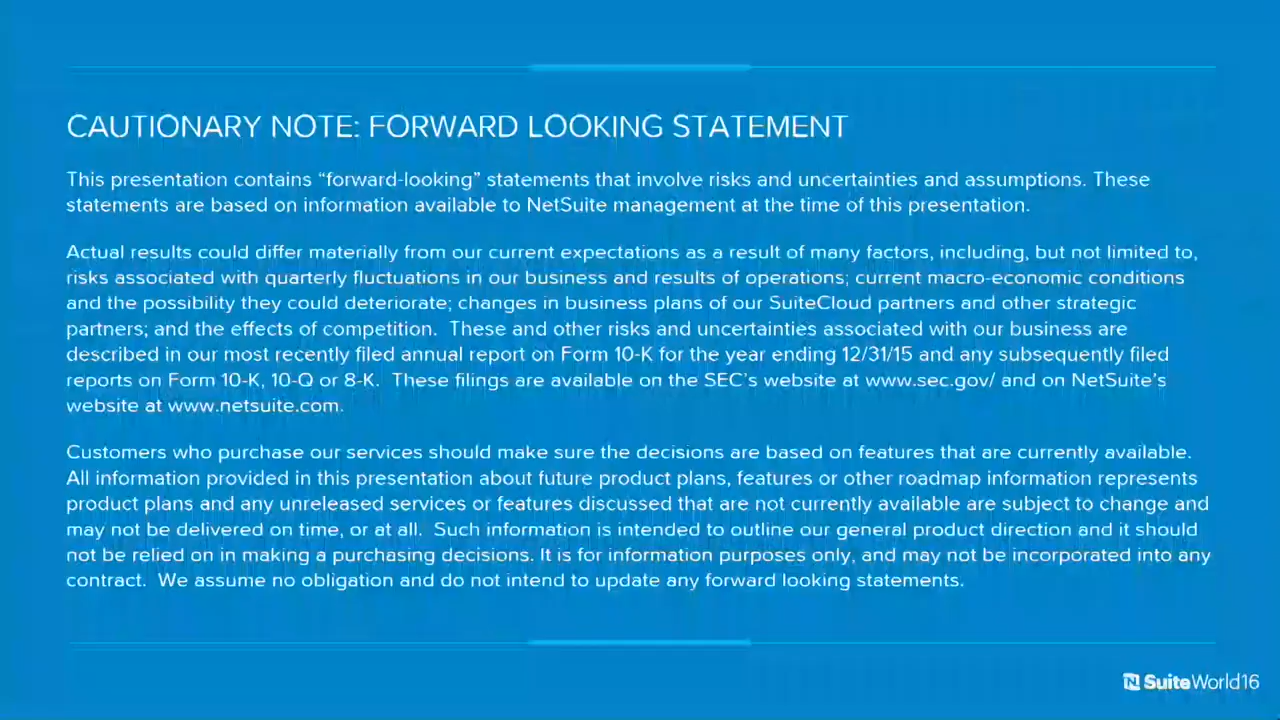 CAUTIONARY NOTE: FORWARD LOOKING STATEMENT
This presentation contains “forward-looking” statements that involve risks and uncertainties and assumptions. These
statements are based on information available to NetSuite management at the time of this presentation.
Actual results could differ materially from our current expectations as a result of many factors, including, but not limited to,
risks associated with quarterly fluctuations in our business and results of operations; current macro-economic conditions
and the possibility they could deteriorate; changes in business plans of our SuiteCloud partners and other strategic
partners; and the effects of competition.  These and other risks and uncertainties associated with our business are
described in our most recently filed annual report on Form 10-K for the year ending 12/31/15 and any subsequently filed
reports on Form 10-K, 10-Q or 8-K.  These filings are available on the SEC’s website at www.sec.gov/ and on NetSuite’s
website at www.netsuite.com.
Customers who purchase our services should make sure the decisions are based on features that are currently available.
All information provided in this presentation about future product plans, features or other roadmap information represents
product plans and any unreleased services or features discussed that are not currently available are subject to change and
may not be delivered on time, or at all.  Such information is intended to outline our general product direction and it should
not be relied on in making a purchasing decisions. It is for information purposes only, and may not be incorporated into any
contract.  We assume no obligation and do not intend to update any forward looking statements.
N SuiteWorld16